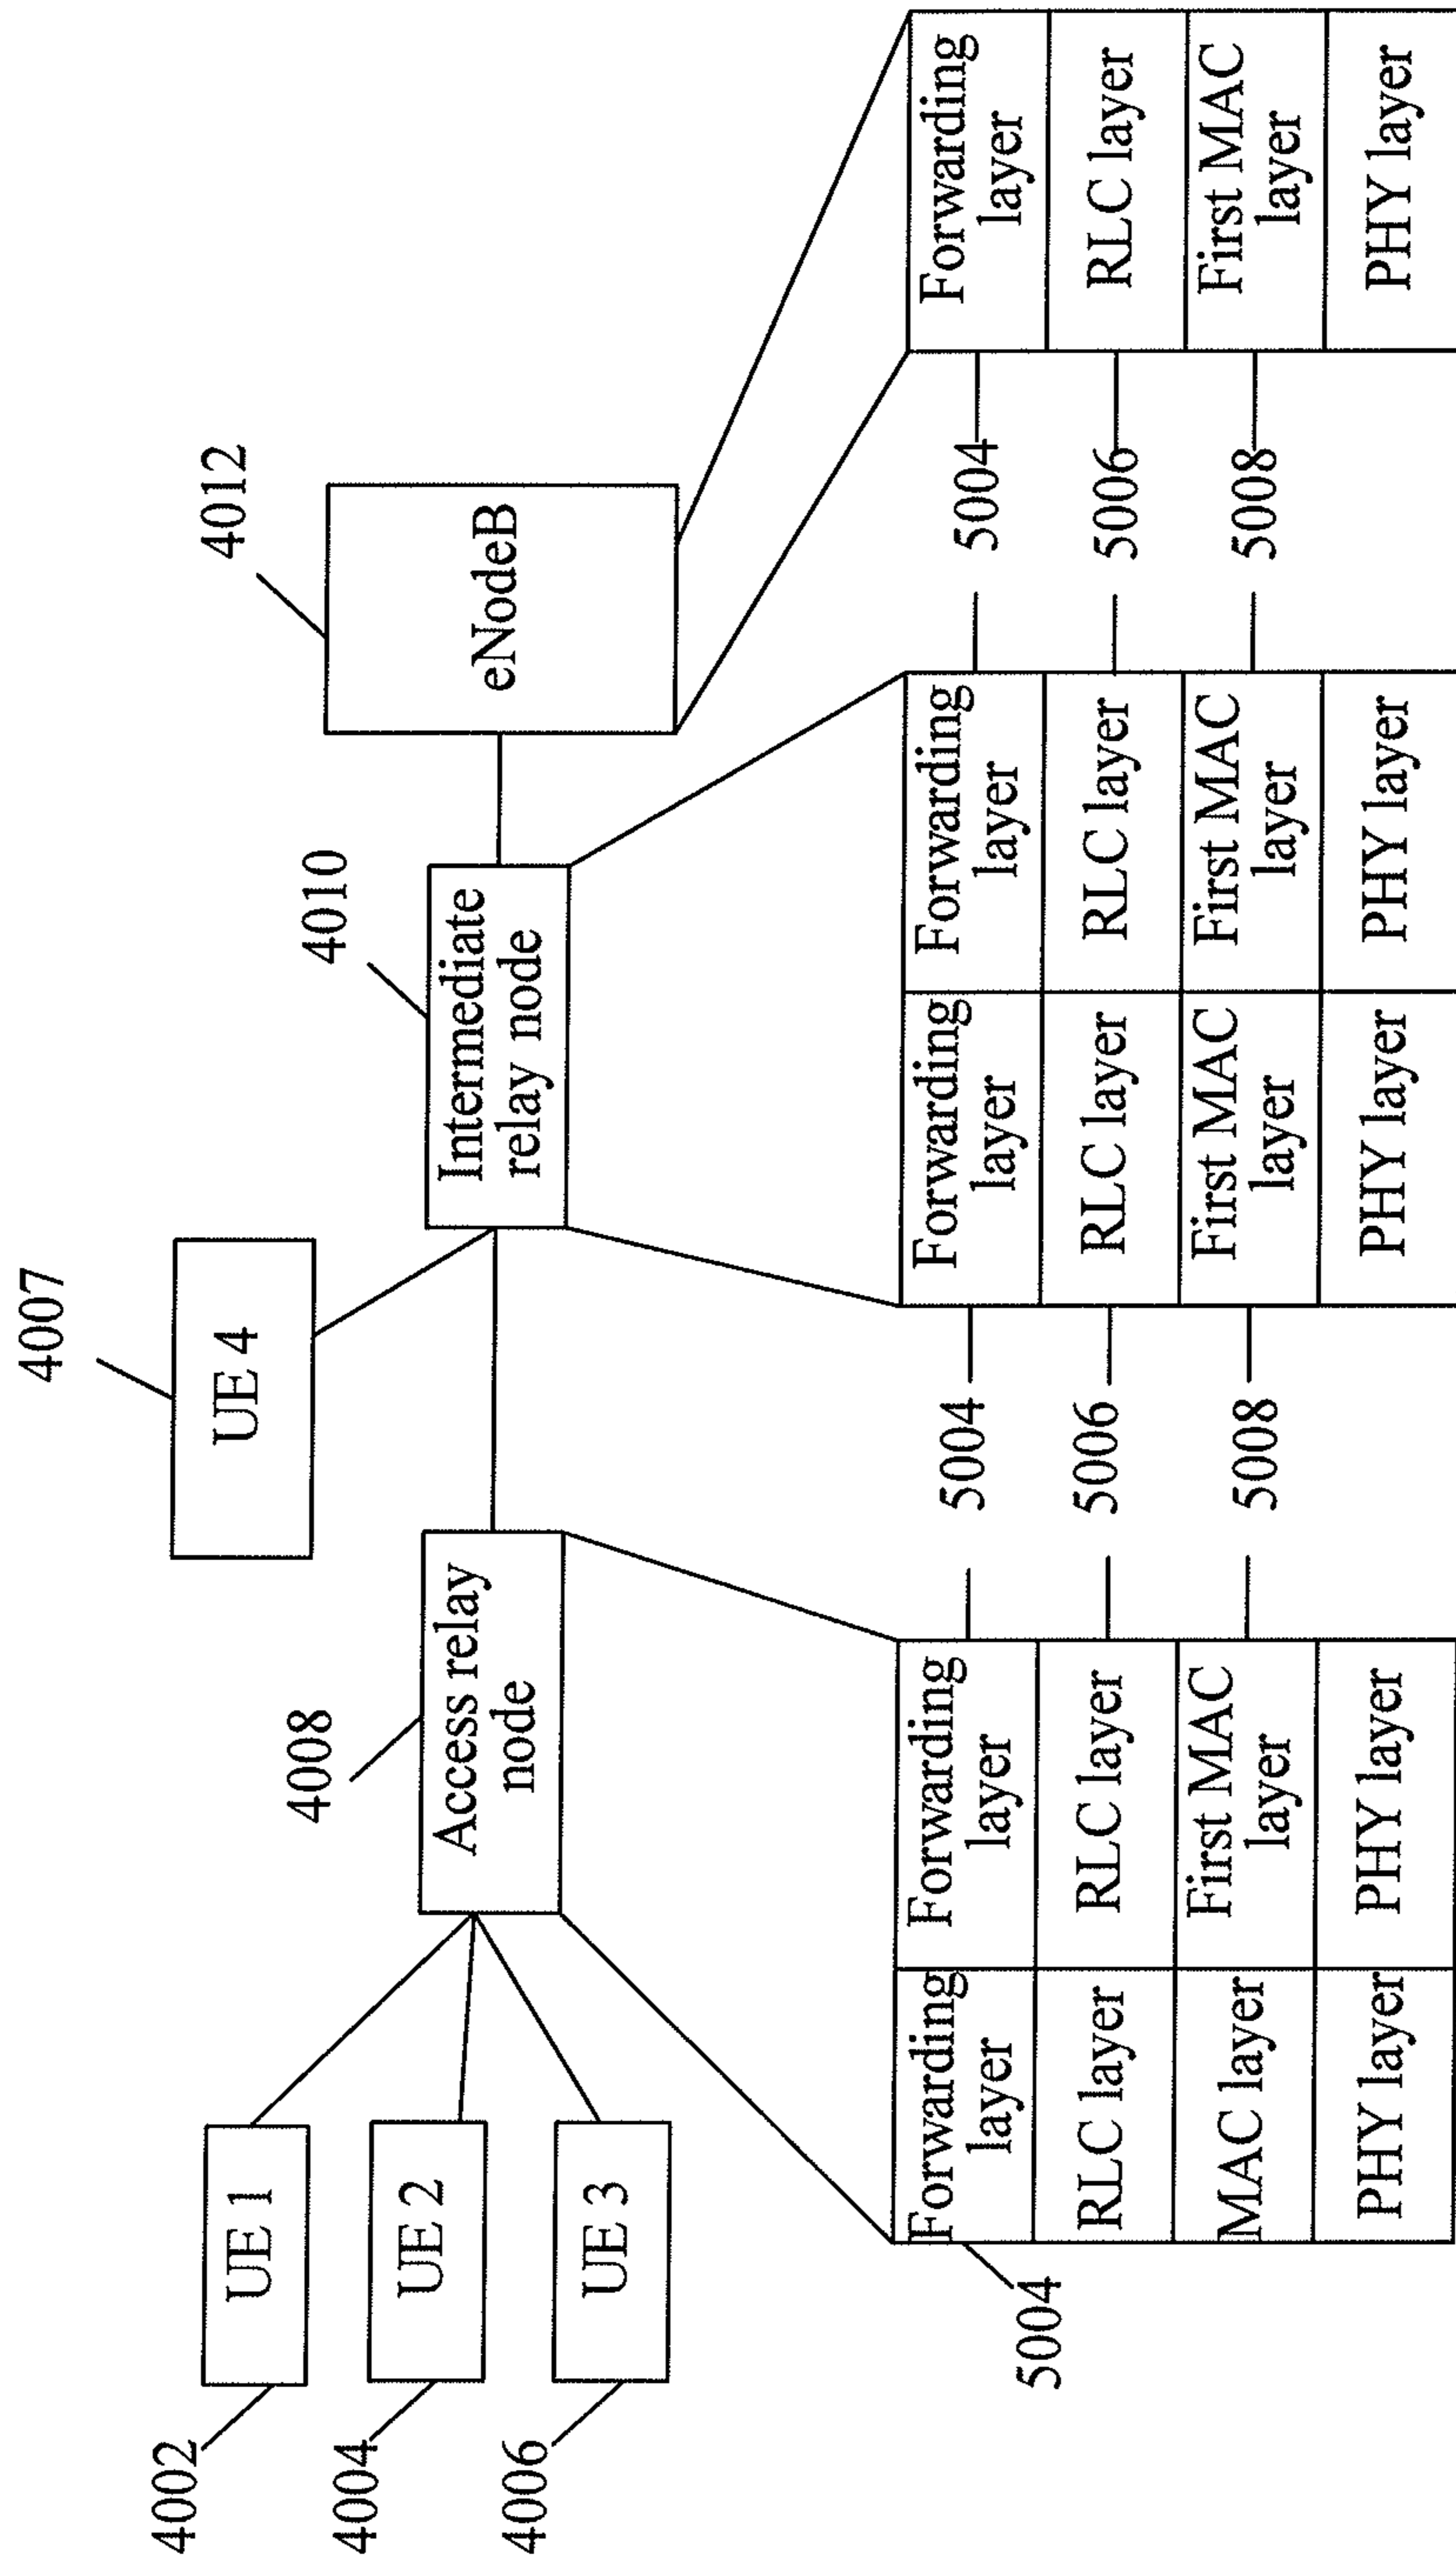 4007
4012
4010
4008
4002
UE 1
UE 4
4004
UE 2
Access relay
node
Intermediate
relay node
eNodeB
4006
UE 3
Forwarding
layer
Forwarding
layer
5004
Forwarding
layer
Forwarding
layer
5004
Forwarding
layer
5004
RLC layer
RLC layer
5006
RLC layer
RLC layer
5006
RLC layer
MAC layer
First MAC
layer
5008
First MAC
layer
First MAC
layer
5008
First MAC
layer
PHY layer
PHY layer
PHY layer
PHY layer
PHY layer